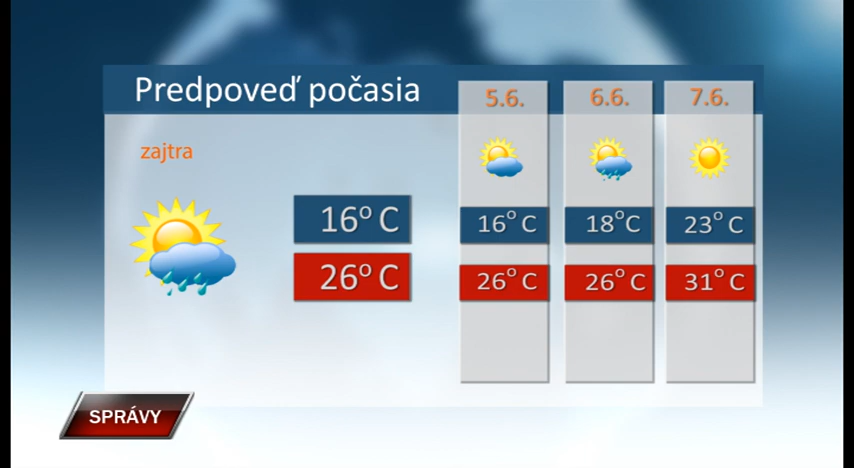 Predpoveď počasia
zajtra
16° C
26° C
5.6.
16° C
26° C
6.6.
18°C
26° C
7.6.
23° C
31° C
SPRÁVY